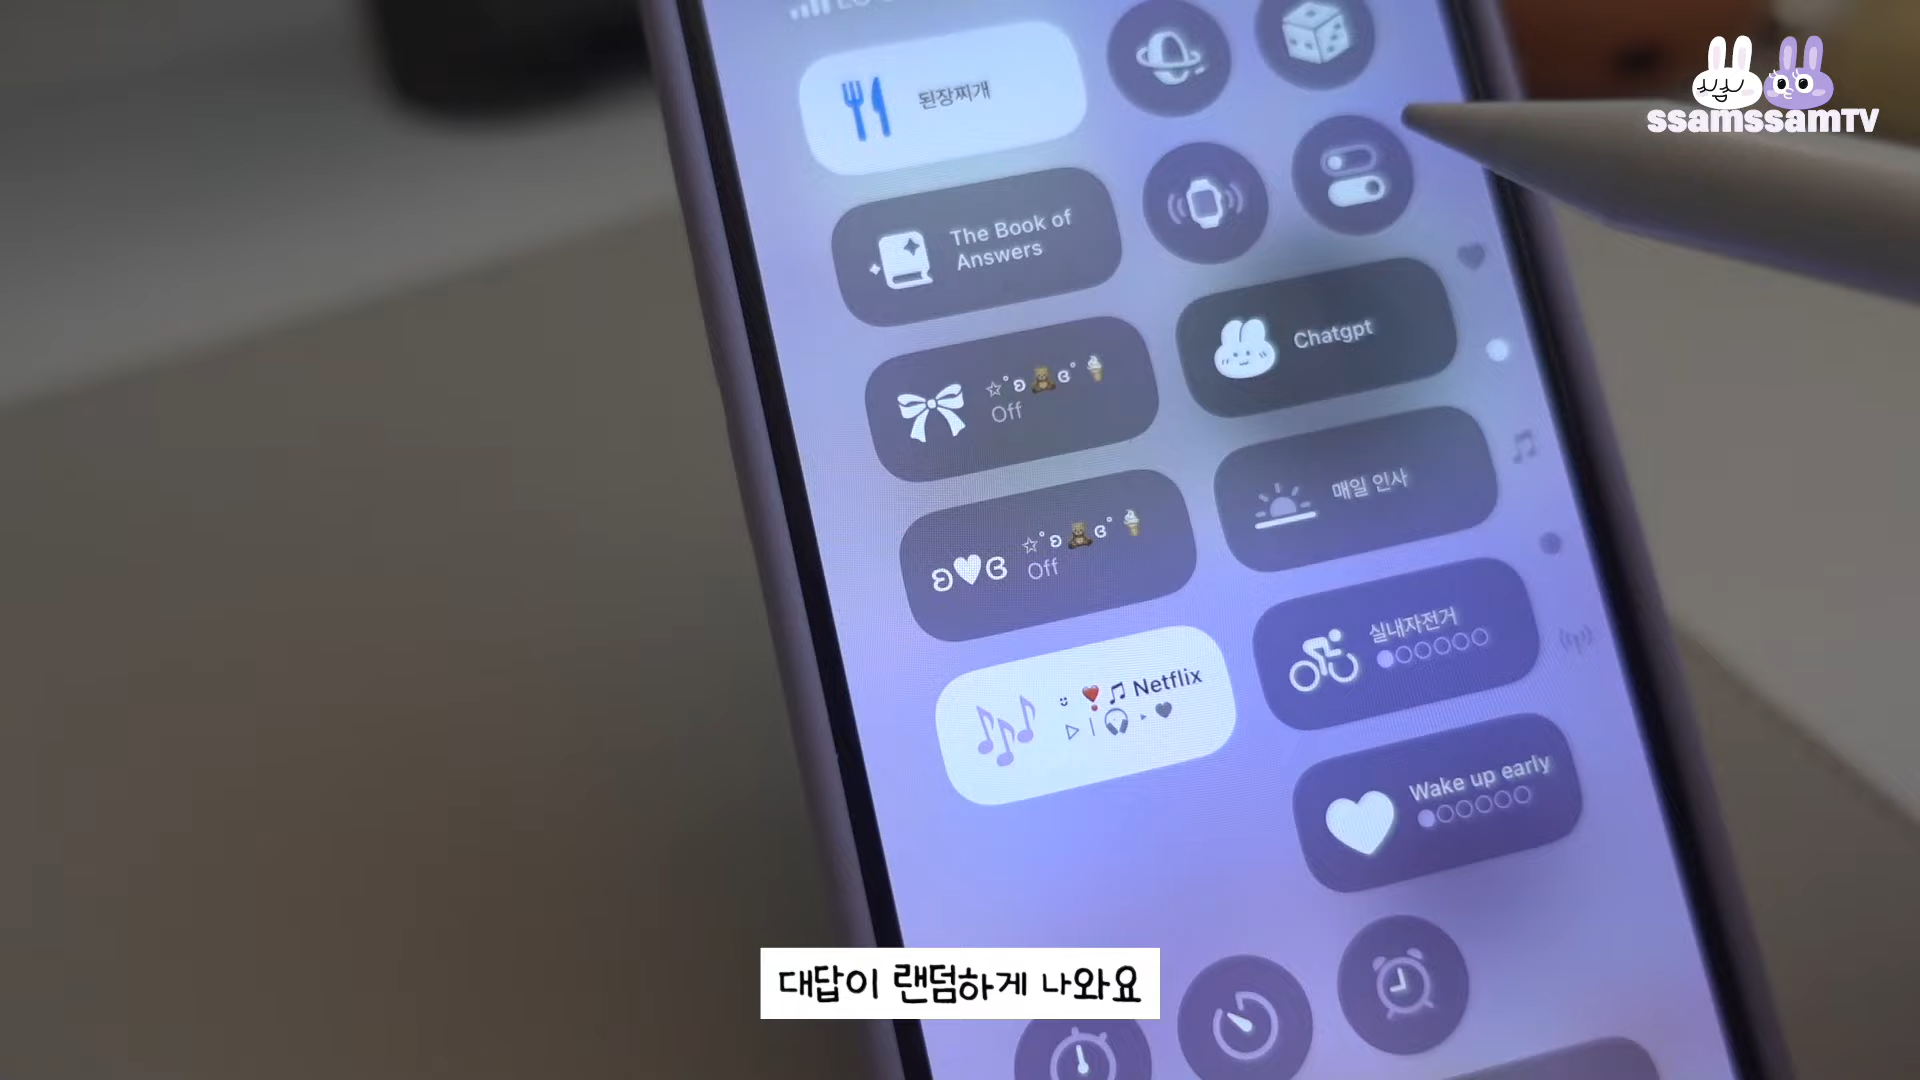 ssamssamTV
된장찌개
The Book of
Answers
Chatgpt
☆˚ʚ🧸ɞ˚🍦
Off
매일 인사
ʚ♥ɞ
☆˚ʚ🧸ɞ˚🍦
Off
실내자전거
●○○○○○
ᵕ̈ ❣️ 🎵 Netflix
▷ | 🎧 ‣ ♥
Wake up early
●○○○○○
대답이 랜덤하게 나와요